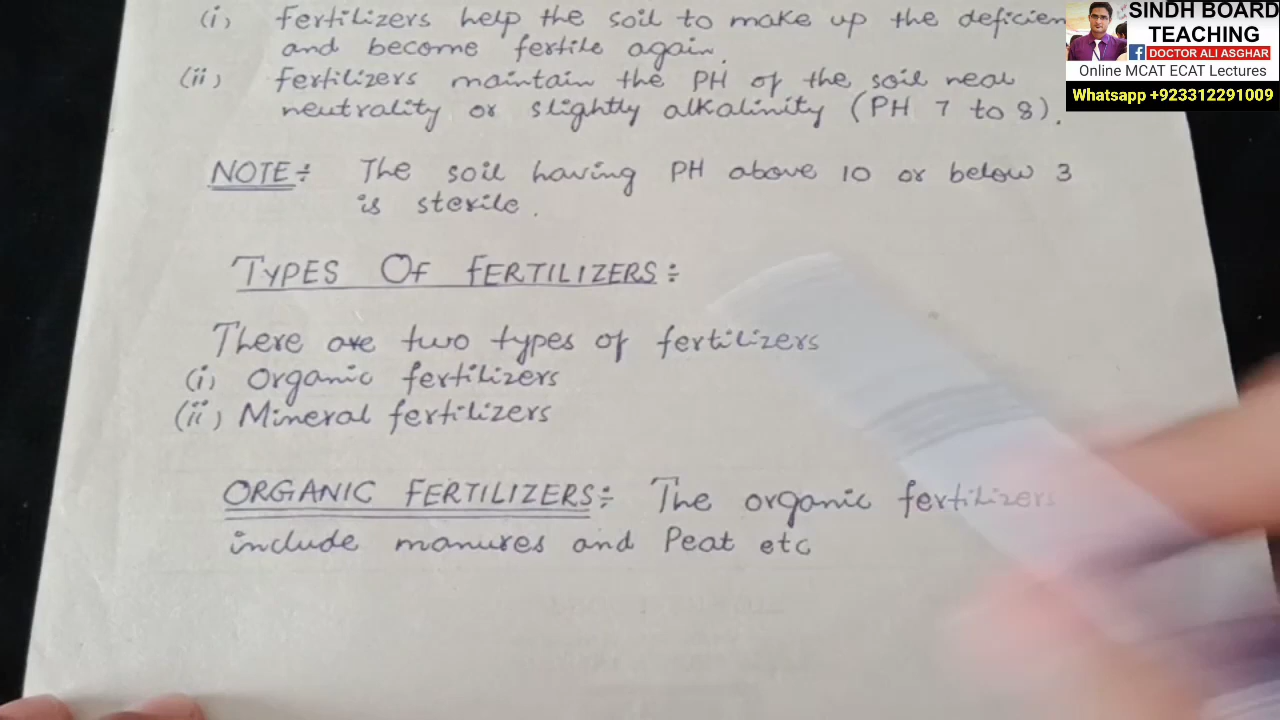 (i) Fertilizers help the soil to make up the deficien
and become fertile again.
(ii) Fertilizers maintain the PH of the soil near
neutrality or slightly alkalinity (PH 7 to 8).
NOTE:- The soil having PH above 10 or below 3
is sterile.
TYPES OF FERTILIZERS:-
There are two types of fertilizers
(i) Organic fertilizers
(ii) Mineral fertilizers
ORGANIC FERTILIZERS:- The organic fertilizers
include manures and Peat etc
SINDH BOARD
TEACHING
f DOCTOR ALI ASGHAR
Online MCAT ECAT Lectures
Whatsapp +923312291009